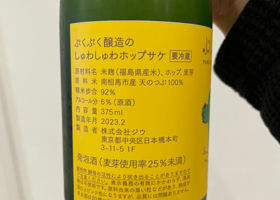 ぷくぷく醸造の
しゅわしゅわホップサケ 要冷蔵
原材料名 米麹(福島県産米)、ホップ、麦芽
原料米 南相馬市産 天のつぶ100%
精米歩合 92%
アルコール分 6%(原酒)
内容量 375ml
製造年月 2023.2
製造者 株式会社ジウ
東京都中央区日本橋本町
3-11-5 1F
発泡酒(麦芽使用率25%未満)